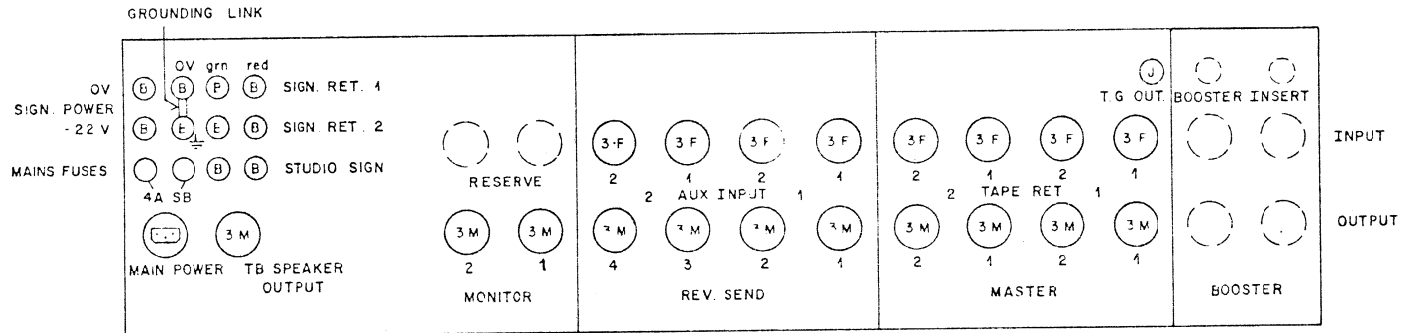 GROUNDING LINK
OV grn red
OV B B P B SIGN. RET. 1 J
SIGN. POWER T.G OUT. BOOSTER INSERT
- 22 V B E E B SIGN. RET. 2
3·F 3 F 3 F 3 F 3 F 3 F 3 F 3 F INPUT
MAINS FUSES B B STUDIO SIGN RESERVE 2 1 2 1 2 1 2 1
4A SB 2 AUX INPUT 1 2 TAPE RET 1
3 M 3 M 3 M 3 M 3 M 3 M 3 M 3 M 3 M 3 M 3 M OUTPUT
MAIN POWER TB SPEAKER OUTPUT 2 1 4 3 2 1 2 1 2 1
MONITOR REV. SEND MASTER BOOSTER